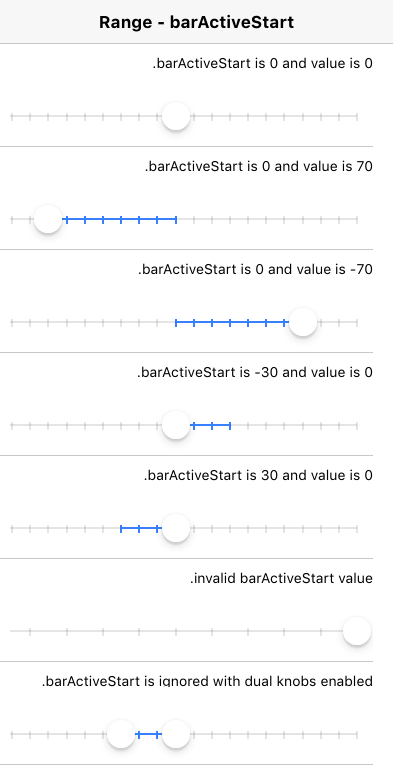 Range - barActiveStart
.barActiveStart is 0 and value is 0
.barActiveStart is 0 and value is 70
.barActiveStart is 0 and value is -70
.barActiveStart is -30 and value is 0
.barActiveStart is 30 and value is 0
.invalid barActiveStart value
.barActiveStart is ignored with dual knobs enabled